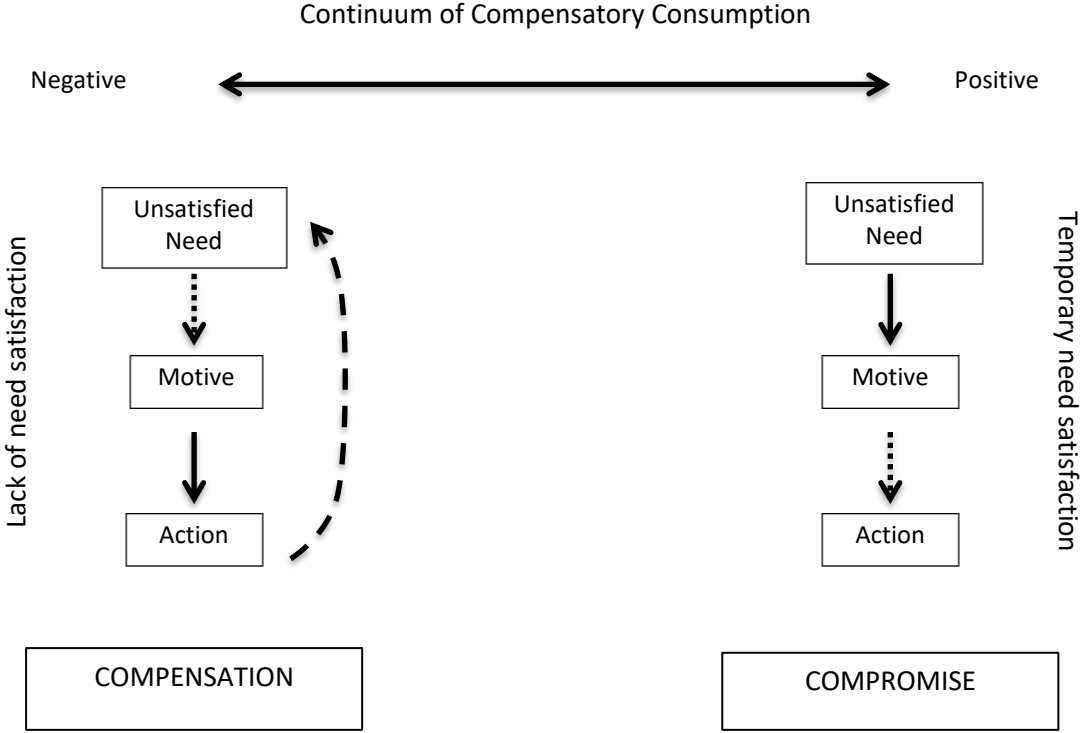 Continuum of Compensatory Consumption
Negative
Positive
Lack of need satisfaction
Unsatisfied
Need
Motive
Action
COMPENSATION
Unsatisfied
Need
Motive
Action
COMPROMISE
Temporary need satisfaction